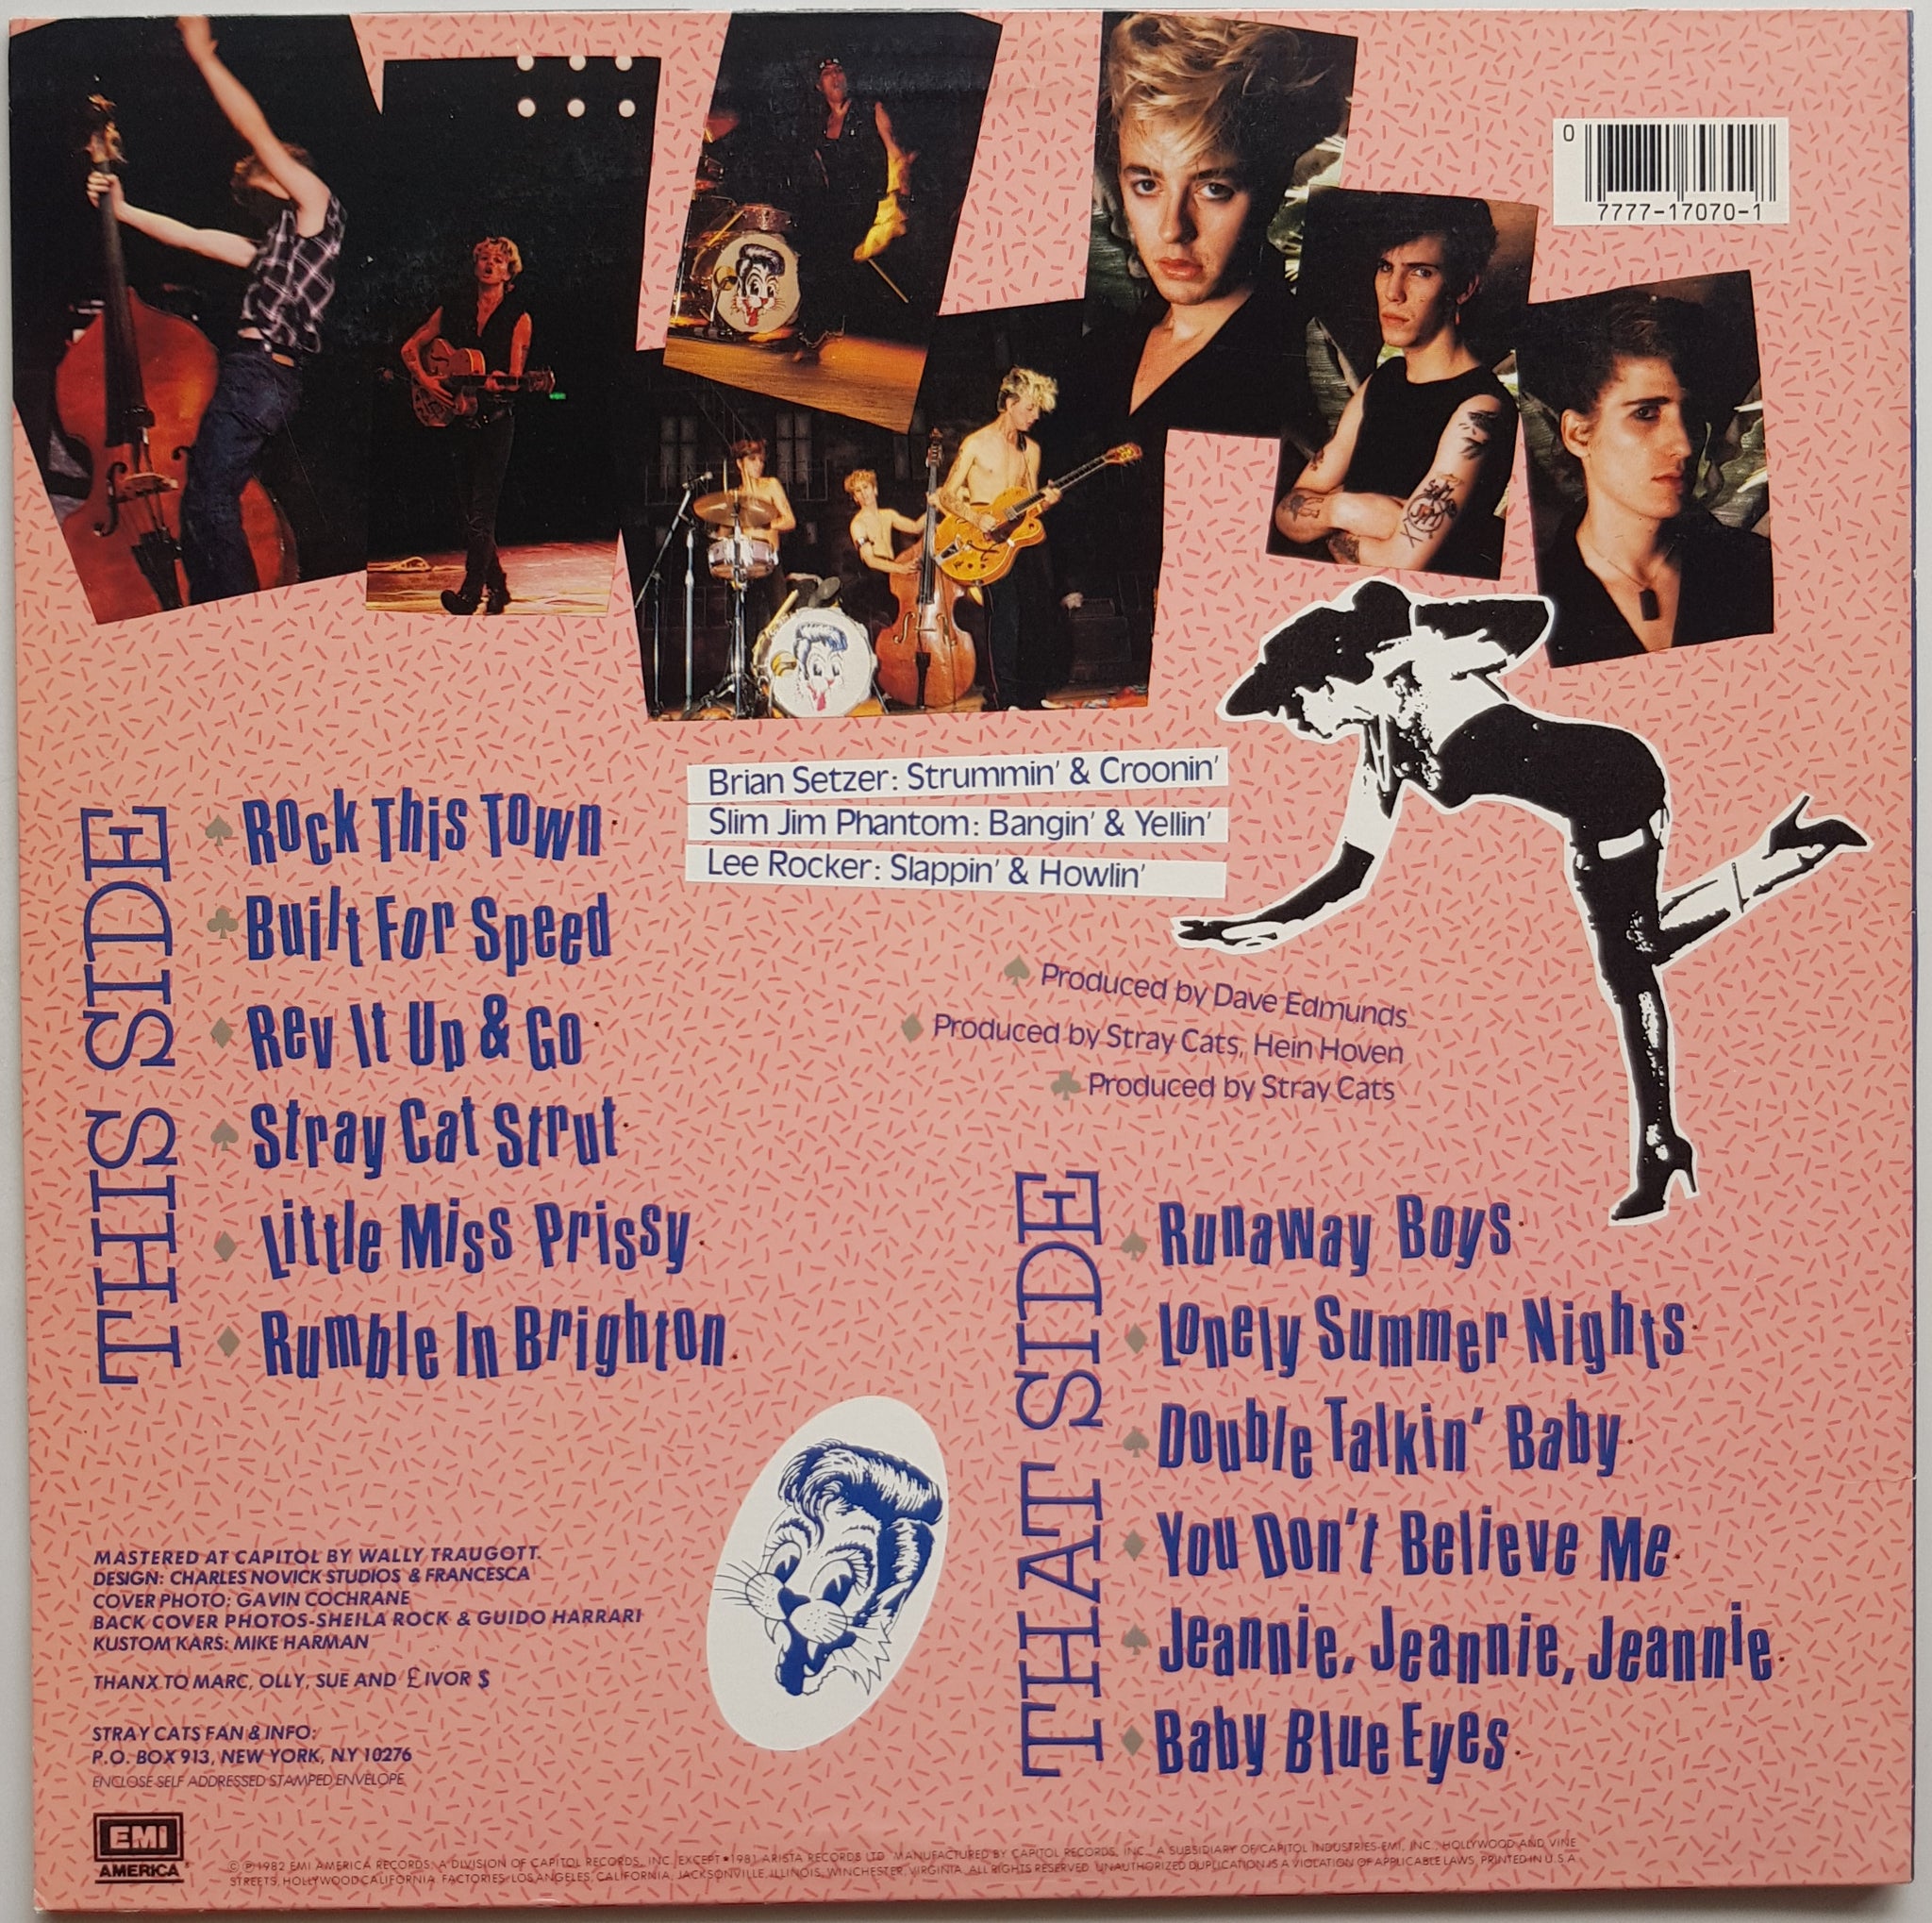 0
7777-17070-1
Brian Setzer: Strummin' & Croonin'
Slim Jim Phantom: Bangin' & Yellin'
Lee Rocker: Slappin' & Howlin'
THIS SIDE
Rock This Town
Built For Speed
Rev It Up & Go
Stray Cat Strut
Little Miss Prissy
Rumble In Brighton
Produced by Dave Edmunds
Produced by Stray Cats, Hein Hoven
Produced by Stray Cats
THAT SIDE
Runaway Boys
Lonely Summer Nights
Double Talkin' Baby
You Don't Believe Me
Jeannie, Jeannie, Jeannie
Baby Blue Eyes
MASTERED AT CAPITOL BY WALLY TRAUGOTT.
DESIGN: CHARLES NOVICK STUDIOS & FRANCESCA
COVER PHOTO: GAVIN COCHRANE
BACK COVER PHOTOS-SHEILA ROCK & GUIDO HARRARI
KUSTOM KARS: MIKE HARMAN
THANX TO MARC, OLLY, SUE AND £IVOR $
STRAY CATS FAN & INFO:
P.O. BOX 913, NEW YORK, N.Y 10276
ENCLOSE SELF ADDRESSED STAMPED ENVELOPE
EMI
AMERICA
© ℗ 1982 EMI AMERICA RECORDS, A DIVISION OF CAPITOL RECORDS, INC. EXCEPT • 1981 ARISTA RECORDS LTD. MANUFACTURED BY CAPITOL RECORDS, INC., A SUBSIDIARY OF CAPITOL INDUSTRIES-EMI, INC., HOLLYWOOD AND VINE
STREETS, HOLLYWOOD CALIFORNIA. FACTORIES: LOS ANGELES, CALIFORNIA; JACKSONVILLE, ILLINOIS; WINCHESTER, VIRGINIA. ALL RIGHTS RESERVED. UNAUTHORIZED DUPLICATION IS A VIOLATION OF APPLICABLE LAWS. PRINTED IN U.S.A.